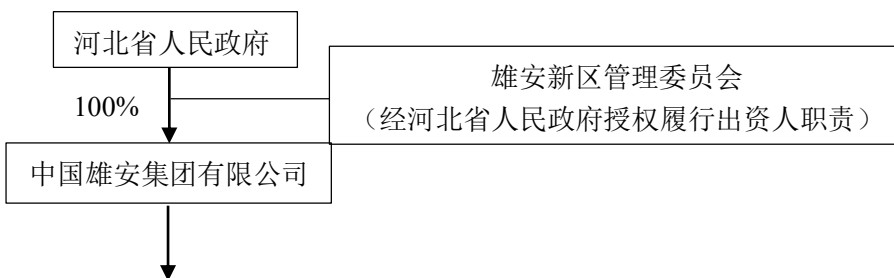 河北省人民政府
雄安新区管理委员会
（经河北省人民政府授权履行出资人职责）
100%
中国雄安集团有限公司